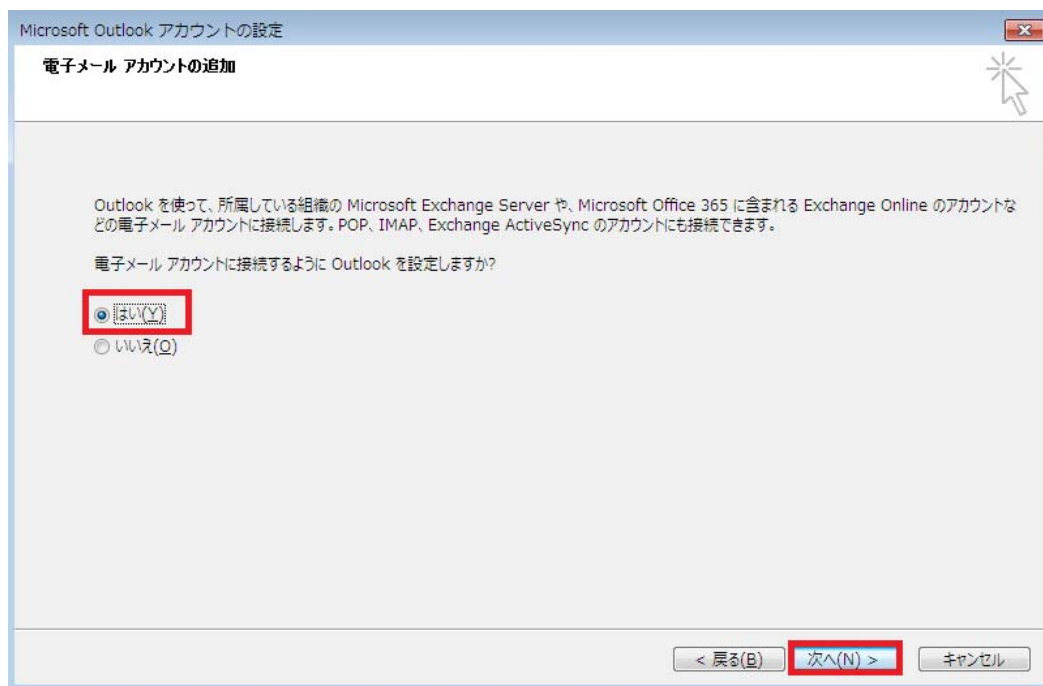 Microsoft Outlook アカウントの設定
電子メール アカウントの追加
Outlook を使って、所属している組織の Microsoft Exchange Server や、Microsoft Office 365 に含まれる Exchange Online のアカウントな
どの電子メール アカウントに接続します。POP、IMAP、Exchange ActiveSync のアカウントにも接続できます。
電子メール アカウントに接続するように Outlook を設定しますか?
はい(Y)
いいえ(O)
< 戻る(B) 次へ(N) > キャンセル